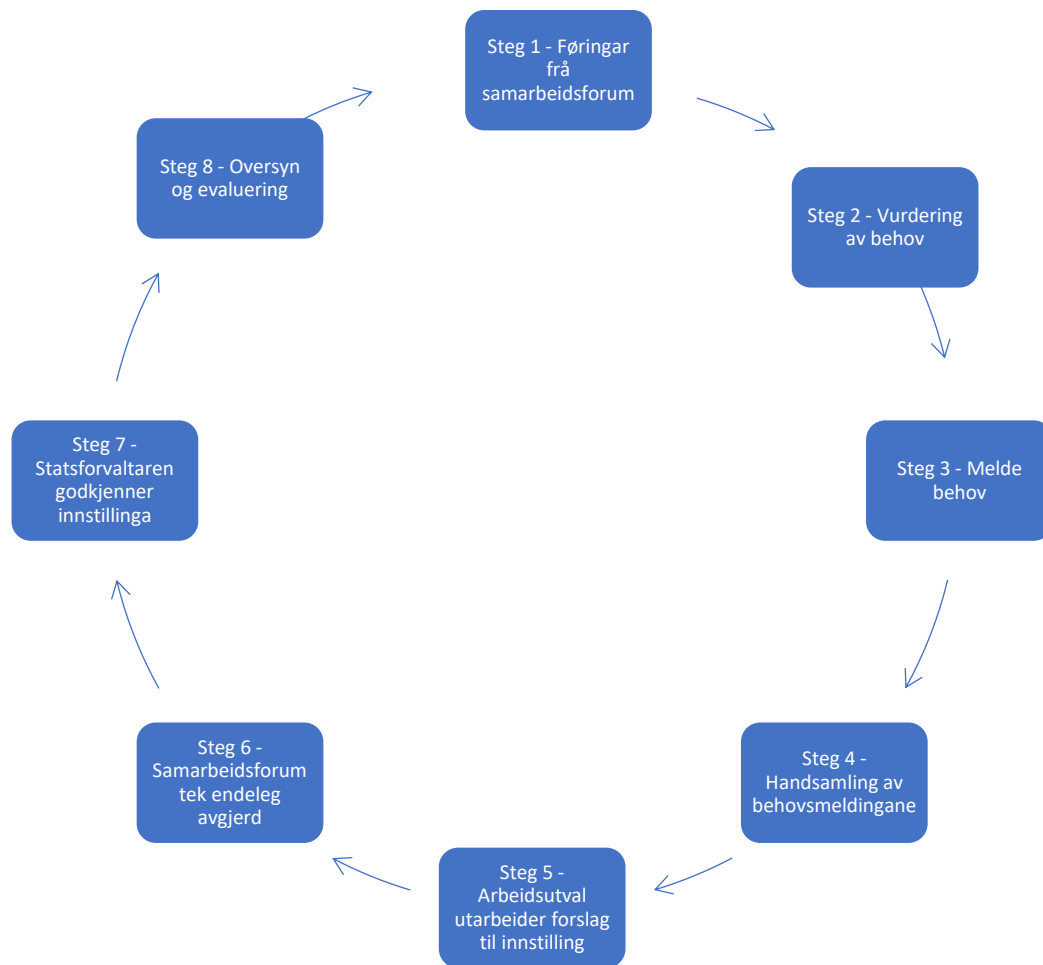 Steg 1 - Føringar
frå
samarbeidsforum
Steg 2 - Vurdering
av behov
Steg 3 - Melde
behov
Steg 4 -
Handsamling av
behovsmeldingane
Steg 5 -
Arbeidsutval
utarbeider forslag
til innstilling
Steg 6 -
Samarbeidsforum
tek endeleg
avgjerd
Steg 7 -
Statsforvaltaren
godkjenner
innstillinga
Steg 8 - Oversyn
og evaluering